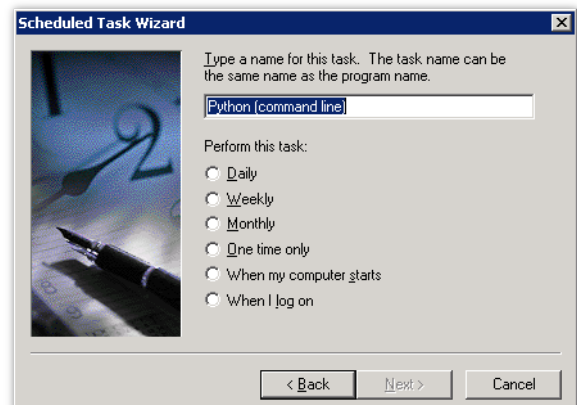 Scheduled Task Wizard
Type a name for this task. The task name can be
the same name as the program name.
Python (command line)
Perform this task:
Daily
Weekly
Monthly
One time only
When my computer starts
When I log on
2
< Back
Next >
Cancel